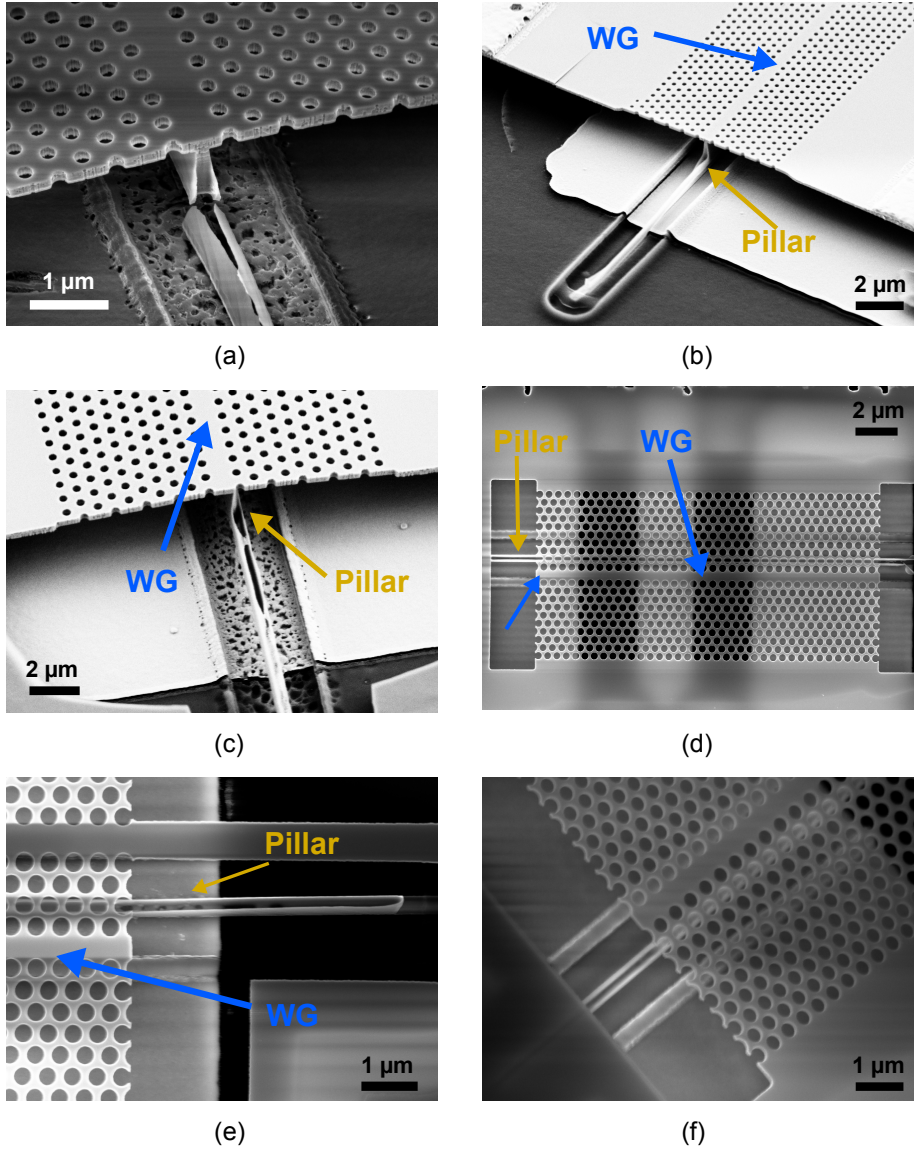 1 µm
(a)
WG
Pillar
2 µm
(b)
WG
Pillar
2 µm
(c)
2 µm
Pillar
WG
(d)
Pillar
WG
1 µm
(e)
1 µm
(f)